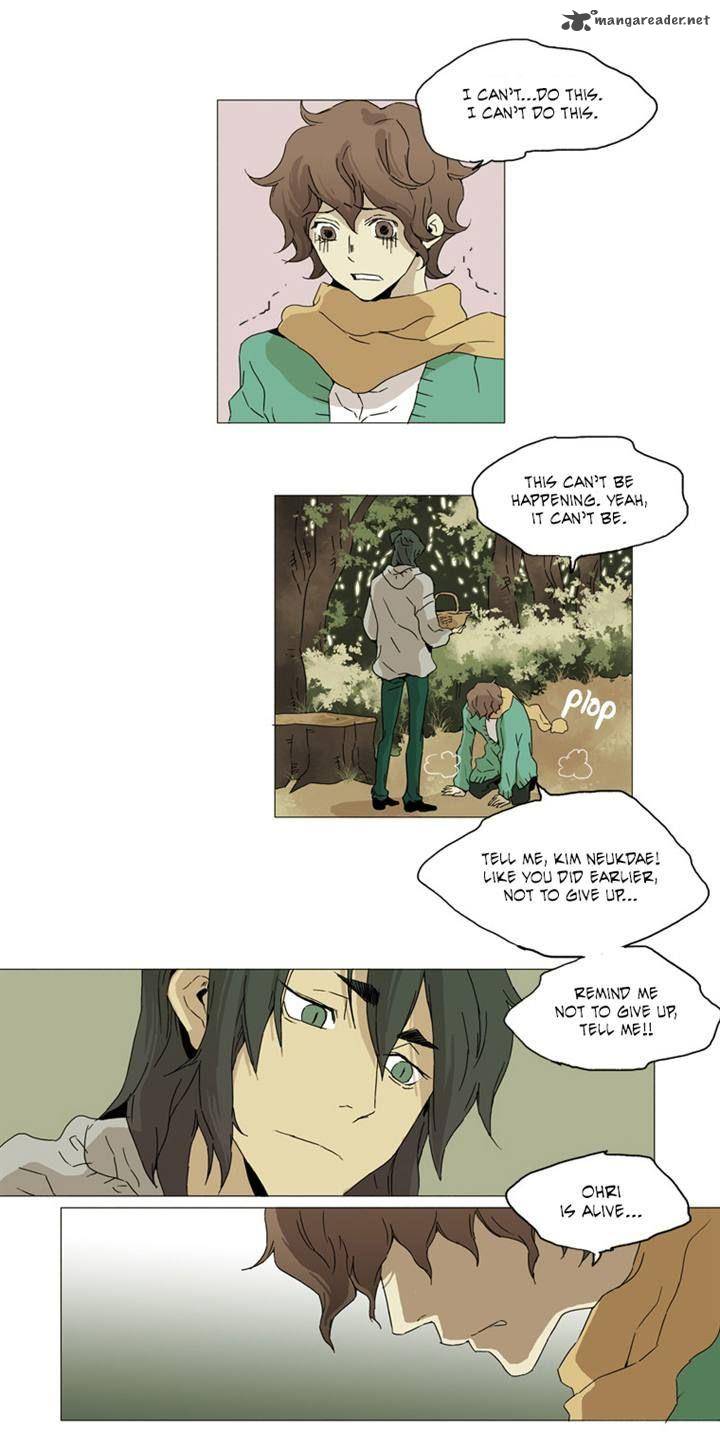 mangareader.net
I CAN'T...DO THIS.
I CAN'T DO THIS.
THIS CAN'T BE
HAPPENING. YEAH,
IT CAN'T BE.
plop
TELL ME, KIM NEUKDAE!
LIKE YOU DID EARLIER,
NOT TO GIVE UP...
REMIND ME
NOT TO GIVE UP,
TELL ME!!
OHRI
IS ALIVE...